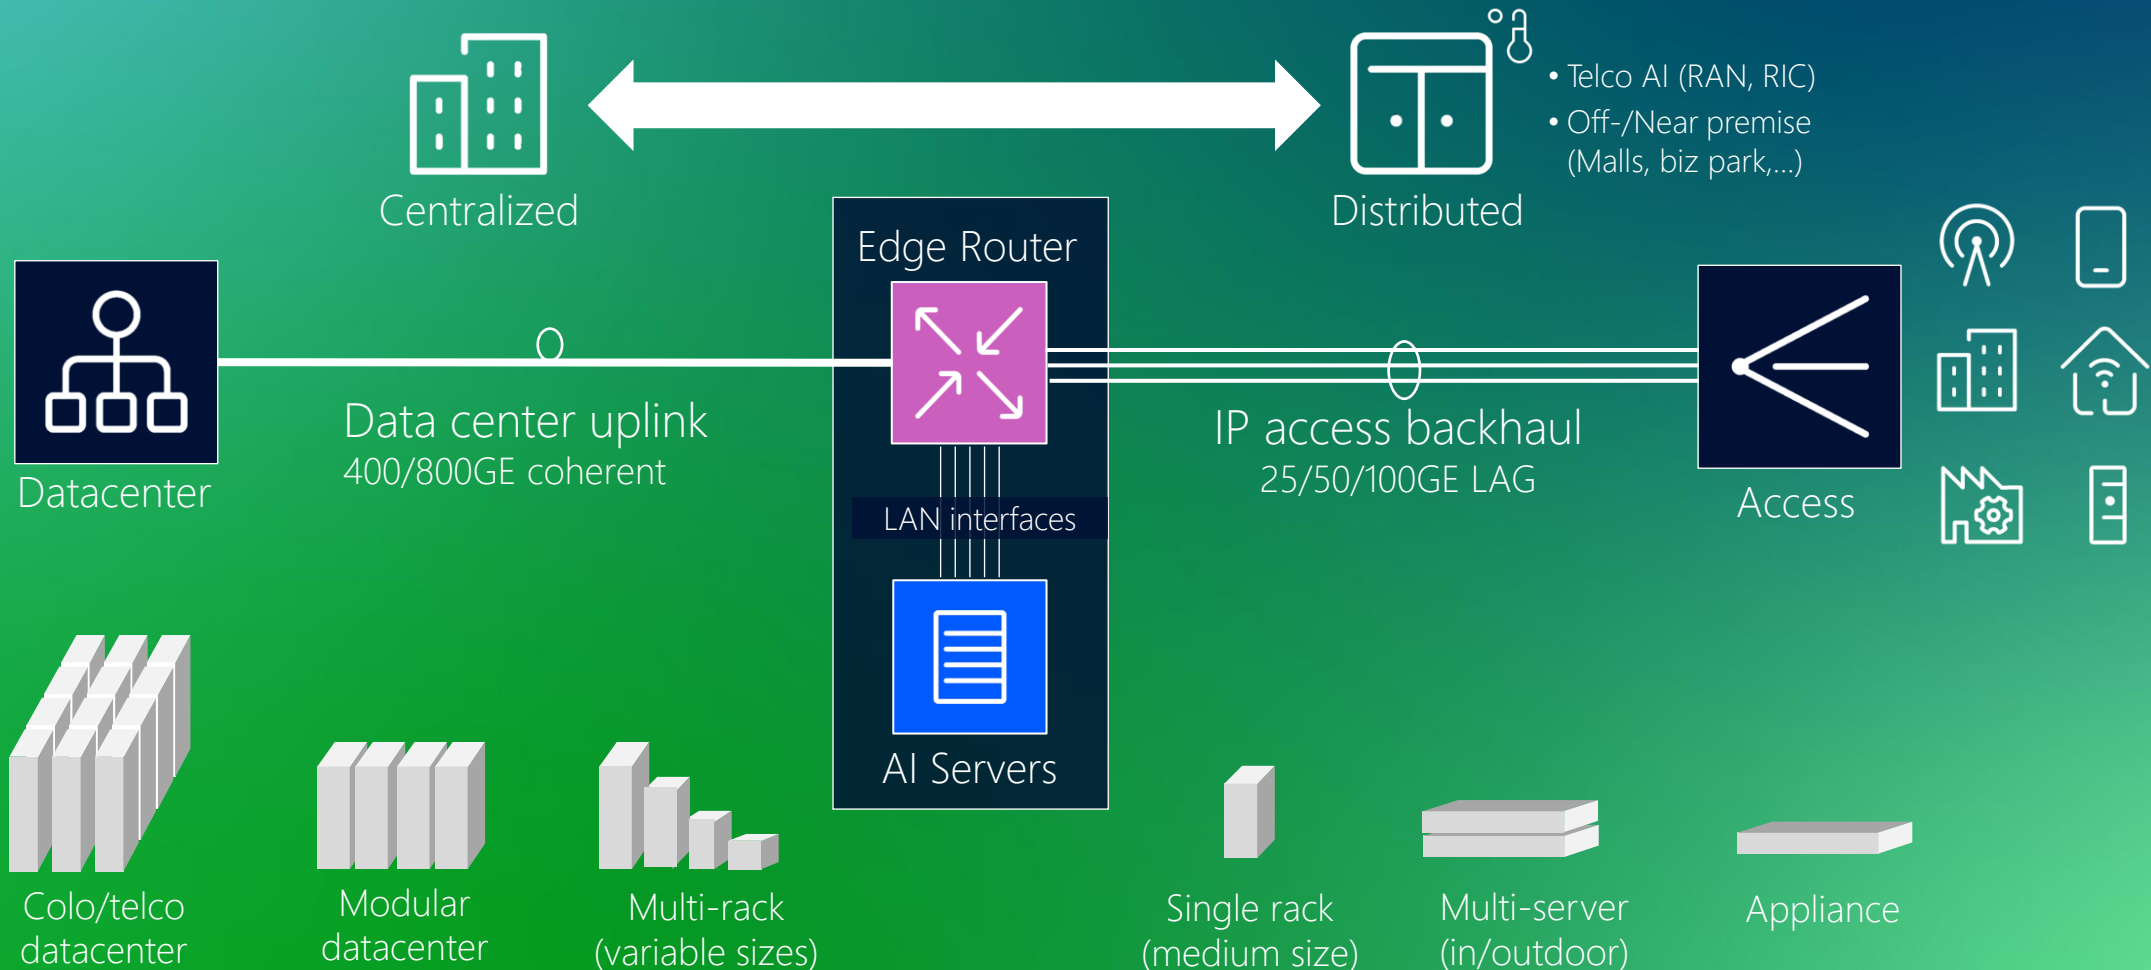 • Telco AI (RAN, RIC)
• Off-/Near premise
(Malls, biz park,...)
Centralized
Distributed
Edge Router
Data center uplink
400/800GE coherent
IP access backhaul
25/50/100GE LAG
Datacenter
Access
LAN interfaces
AI Servers
Colo/telco
datacenter
Modular
datacenter
Multi-rack
(variable sizes)
Single rack
(medium size)
Multi-server
(in/outdoor)
Appliance